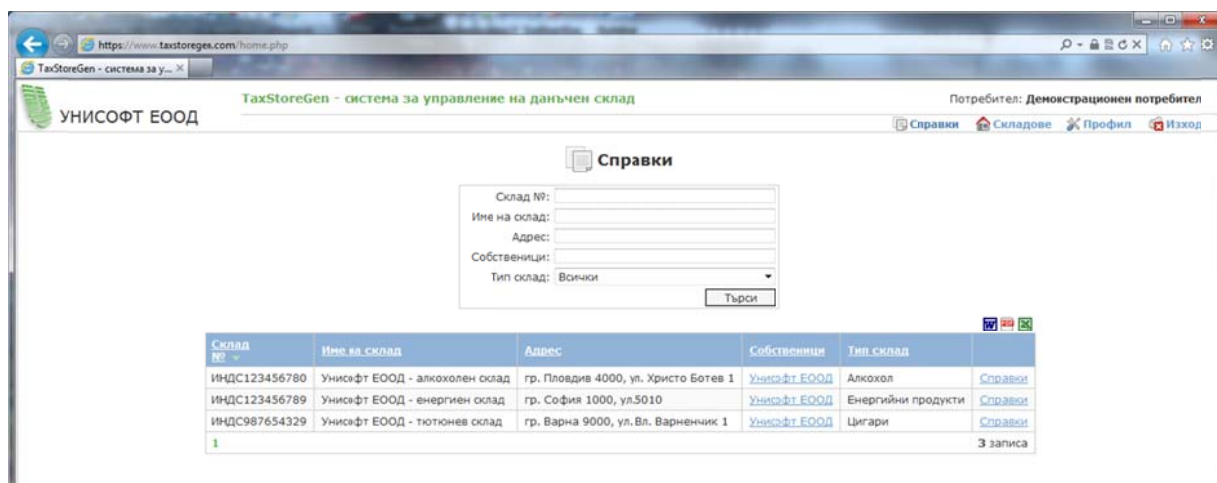 https://www.taxstoregen.com/home.php
TaxStoreGen - система за у...
УНИСОФТ ЕООД
TaxStoreGen - система за управление на данъчен склад
Потребител: Демонстрационен потребител
Справки Складове Профил Изход
Справки
Склад №:
Име на склад:
Адрес:
Собственици:
Тип склад: Всички
Търси
Склад № Име на склад Адрес Собственици Тип склад
ИНДС123456780 Унисофт ЕООД - алкохолен склад гр. Пловдив 4000, ул. Христо Ботев 1 Унисофт ЕООД Алкохол Справки
ИНДС123456789 Унисофт ЕООД - енергиен склад гр. София 1000, ул.5010 Унисофт ЕООД Енергийни продукти Справки
ИНДС987654329 Унисофт ЕООД - тютюнев склад гр. Варна 9000, ул.Вл. Варненчик 1 Унисофт ЕООД Цигари Справки
1 3 записа